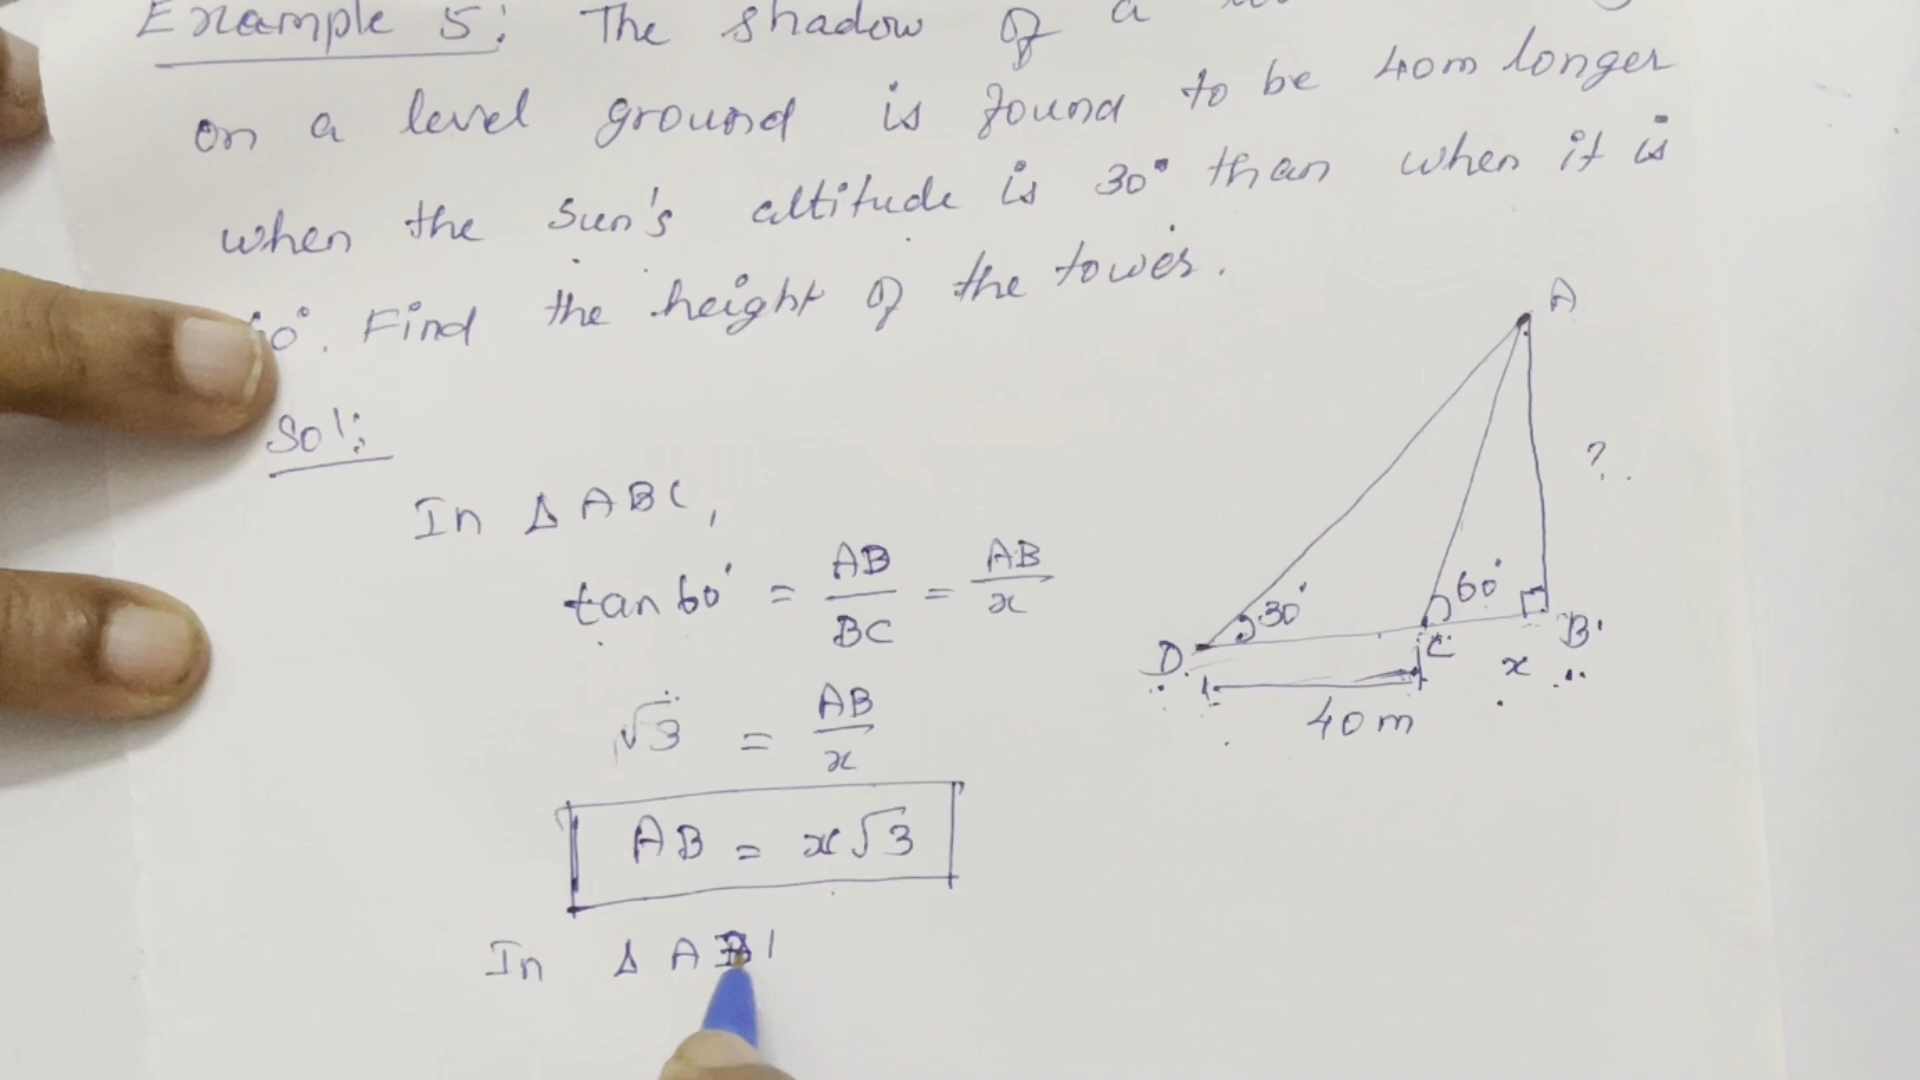 Example 5: The shadow of a
on a level ground is found to be 40m longer
when the Sun's altitude is 30° than when it is
0°. Find the height of the tower.
Sol:
In Δ ABC,
tan 60° = AB/BC = AB/x
√3 = AB/x
AB = x√3
In Δ AB
A
?
30°
60°
D
C
B
x
40m